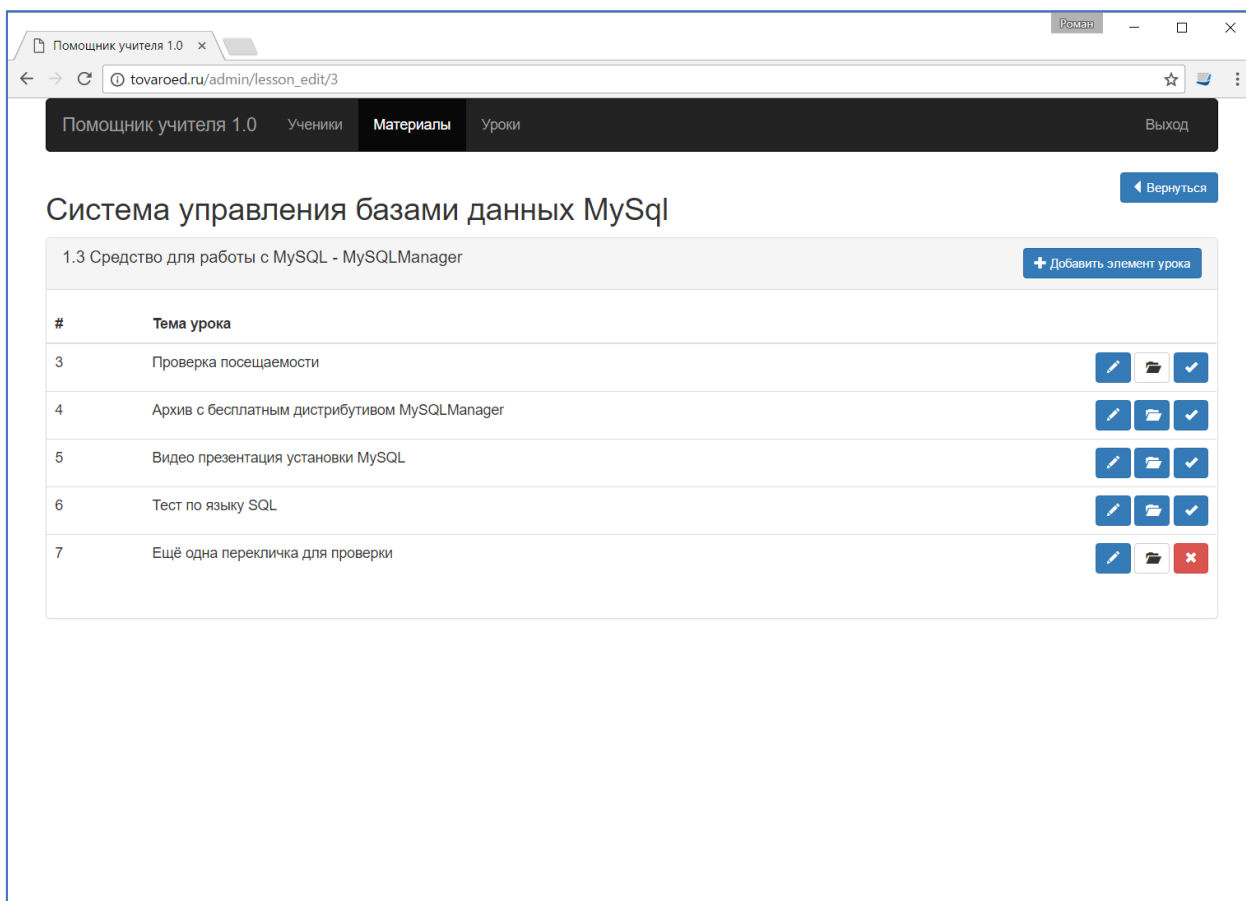 Роман
Помощник учителя 1.0
tovaroed.ru/admin/lesson_edit/3
Помощник учителя 1.0 Ученики Материалы Уроки Выход
Вернуться
Система управления базами данных MySql
1.3 Средство для работы с MySQL - MySQLManager Добавить элемент урока
# Тема урока
3 Проверка посещаемости
4 Архив с бесплатным дистрибутивом MySQLManager
5 Видео презентация установки MySQL
6 Тест по языку SQL
7 Ещё одна перекличка для проверки